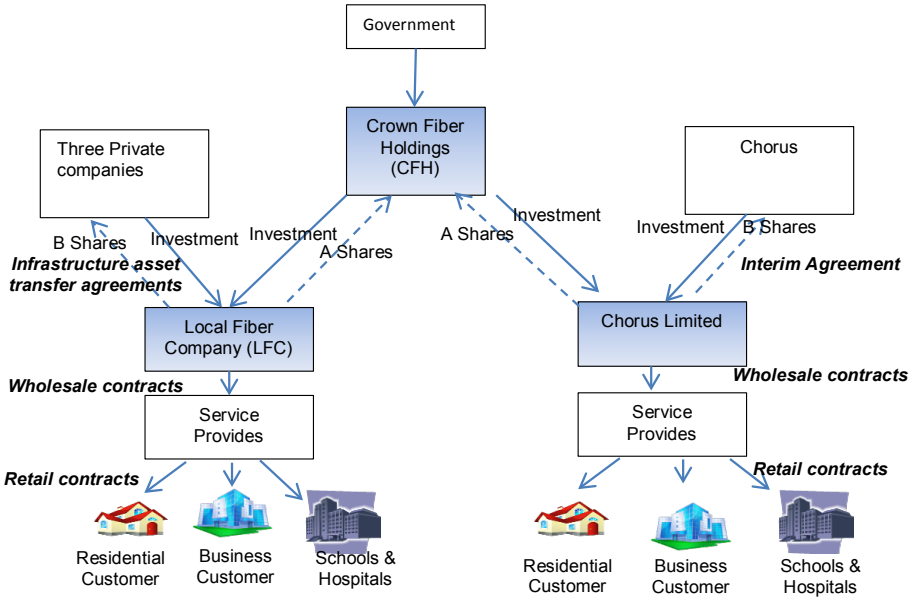 Government
Crown Fiber
Holdings
(CFH)
Three Private
companies
Chorus
B Shares
Investment
Investment
A Shares
A Shares
Investment
Investment
B Shares
Infrastructure asset
transfer agreements
Interim Agreement
Local Fiber
Company (LFC)
Chorus Limited
Wholesale contracts
Wholesale contracts
Service
Provides
Service
Provides
Retail contracts
Retail contracts
Residential
Customer
Business
Customer
Schools &
Hospitals
Residential
Customer
Business
Customer
Schools &
Hospitals